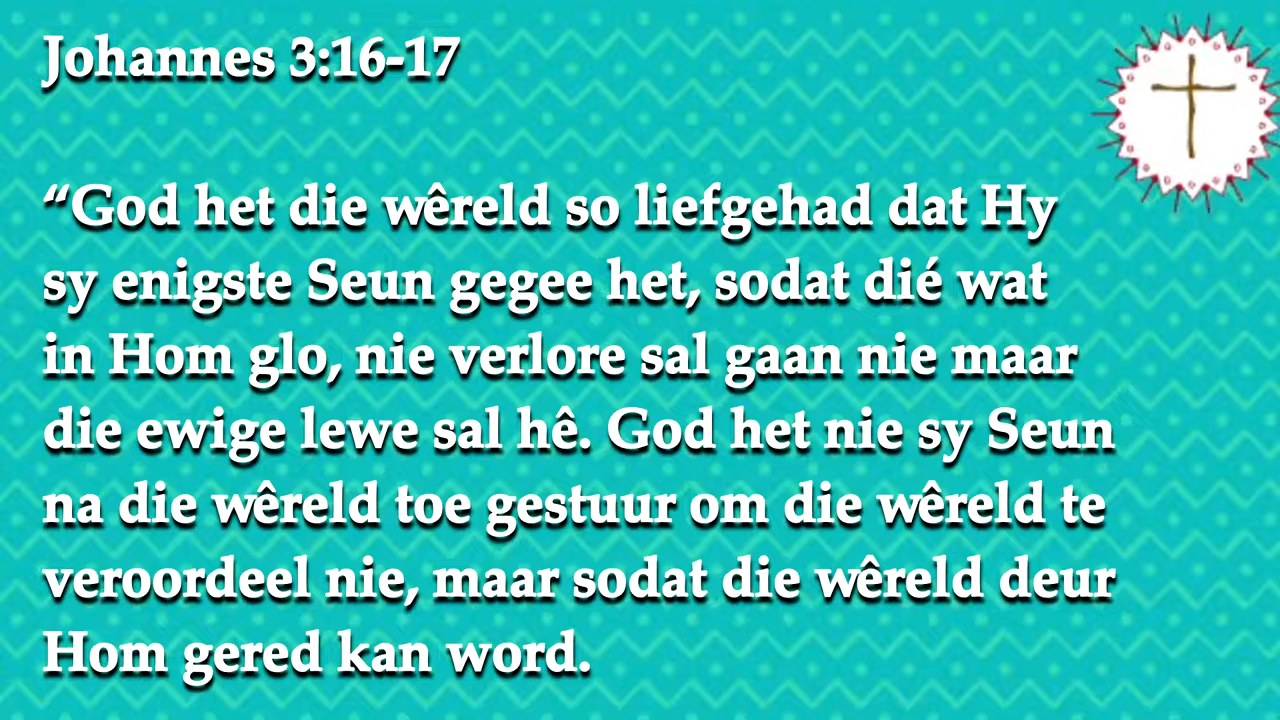 Johannes 3:16-17
“God het die wêreld so liefgehad dat Hy
sy enigste Seun gegee het, sodat dié wat
in Hom glo, nie verlore sal gaan nie maar
die ewige lewe sal hê. God het nie sy Seun
na die wêreld toe gestuur om die wêreld te
veroordeel nie, maar sodat die wêreld deur
Hom gered kan word.